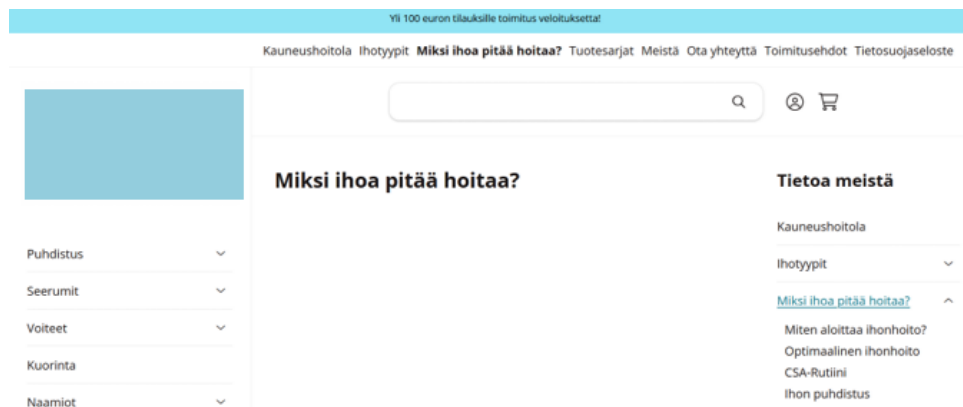 Yli 100 euron tilauksille toimitus veloituksetta!
Kauneushoitola Ihotyypit Miksi ihoa pitää hoitaa? Tuotesarjat Meistä Ota yhteyttä Toimitusehdot Tietosuojaseloste
Puhdistus
Seerumit
Voiteet
Kuorinta
Naamiot
Miksi ihoa pitää hoitaa?
Tietoa meistä
Kauneushoitola
Ihotyypit
Miksi ihoa pitää hoitaa?
Miten aloittaa ihonhoito?
Optimaalinen ihonhoito
CSA-Rutiini
Ihon puhdistus